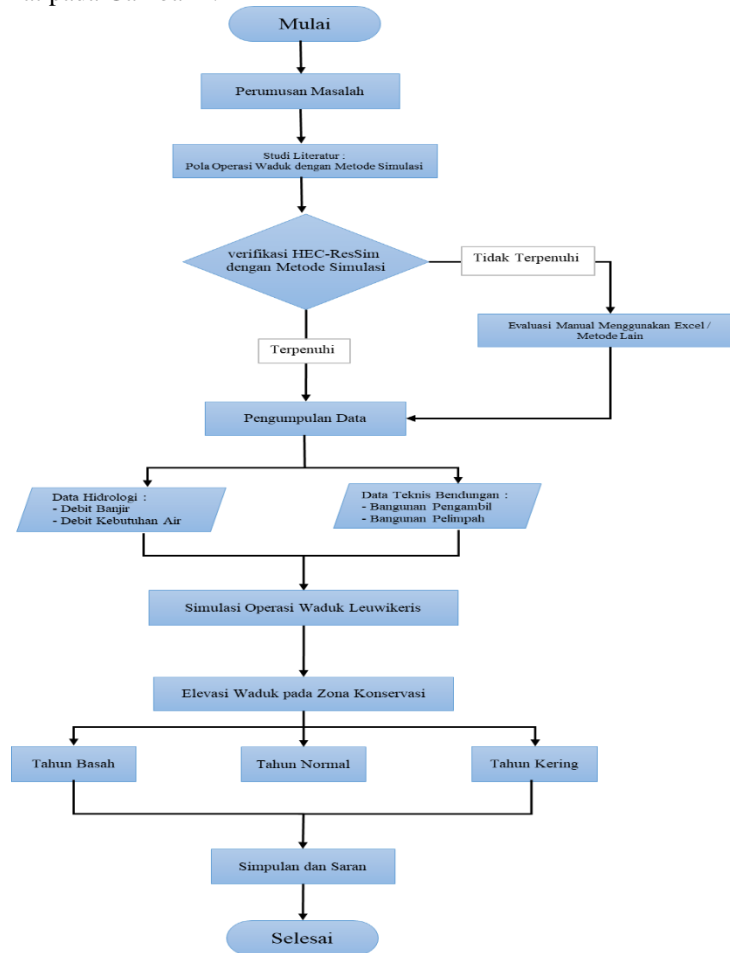 Mulai
Perumusan Masalah
Studi Literatur :
Pola Operasi Waduk dengan Metode Simulasi
verifikasi HEC-ResSim
dengan Metode Simulasi
Tidak Terpenuhi
Evaluasi Manual Menggunakan Excel /
Metode Lain
Terpenuhi
Pengumpulan Data
Data Hidrologi :
- Debit Banjir
- Debit Kebutuhan Air
Data Teknis Bendungan :
- Bangunan Pengambil
- Bangunan Pelimpah
Simulasi Operasi Waduk Leuwikeris
Elevasi Waduk pada Zona Konservasi
Tahun Basah
Tahun Normal
Tahun Kering
Simpulan dan Saran
Selesai